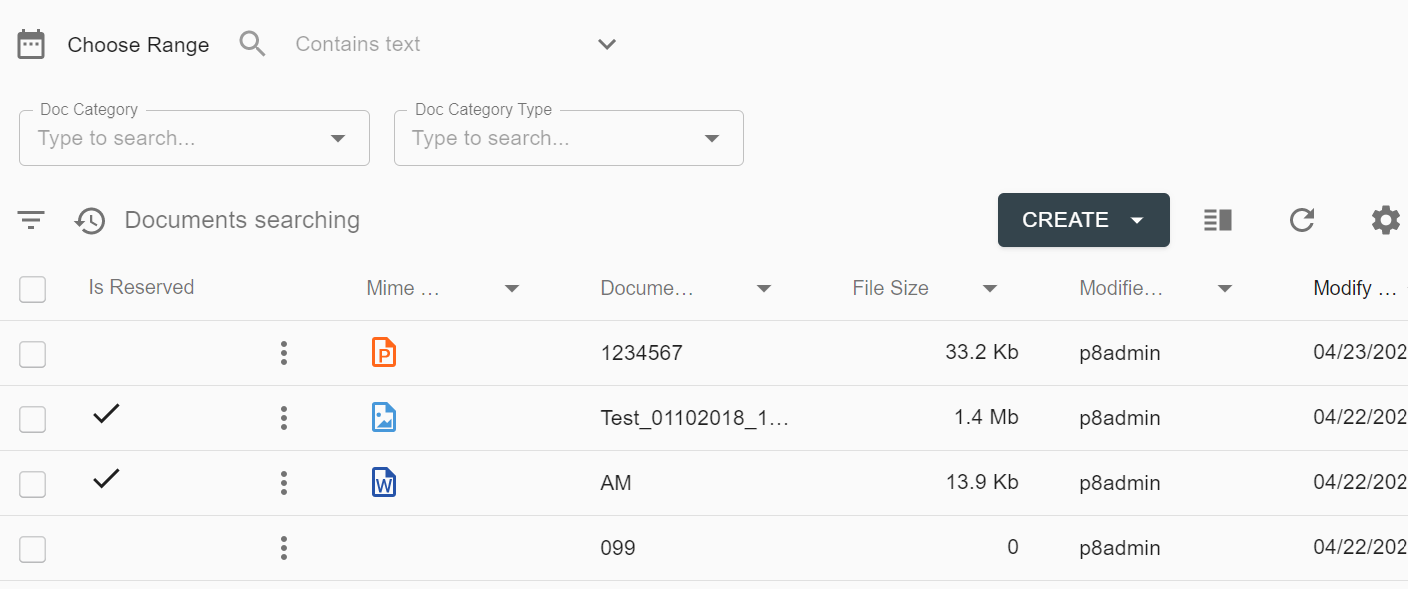 Choose Range Contains text
Doc Category Doc Category Type
Type to search... Type to search...
Documents searching CREATE
Is Reserved Mime ... Docume... File Size Modifie... Modify ...
P 1234567 33.2 Kb p8admin 04/23/202
Test_01102018_1... 1.4 Mb p8admin 04/22/202
W AM 13.9 Kb p8admin 04/22/202
099 0 p8admin 04/22/202